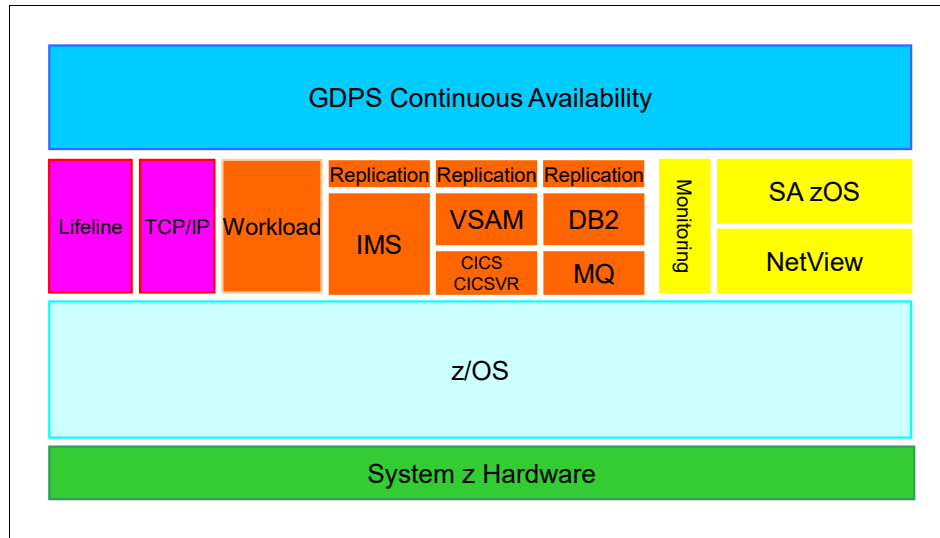 GDPS Continuous Availability
Lifeline
TCP/IP
Workload
Replication
IMS
Replication
VSAM
CICS
CICSVR
Replication
DB2
MQ
Monitoring
SA zOS
NetView
z/OS
System z Hardware